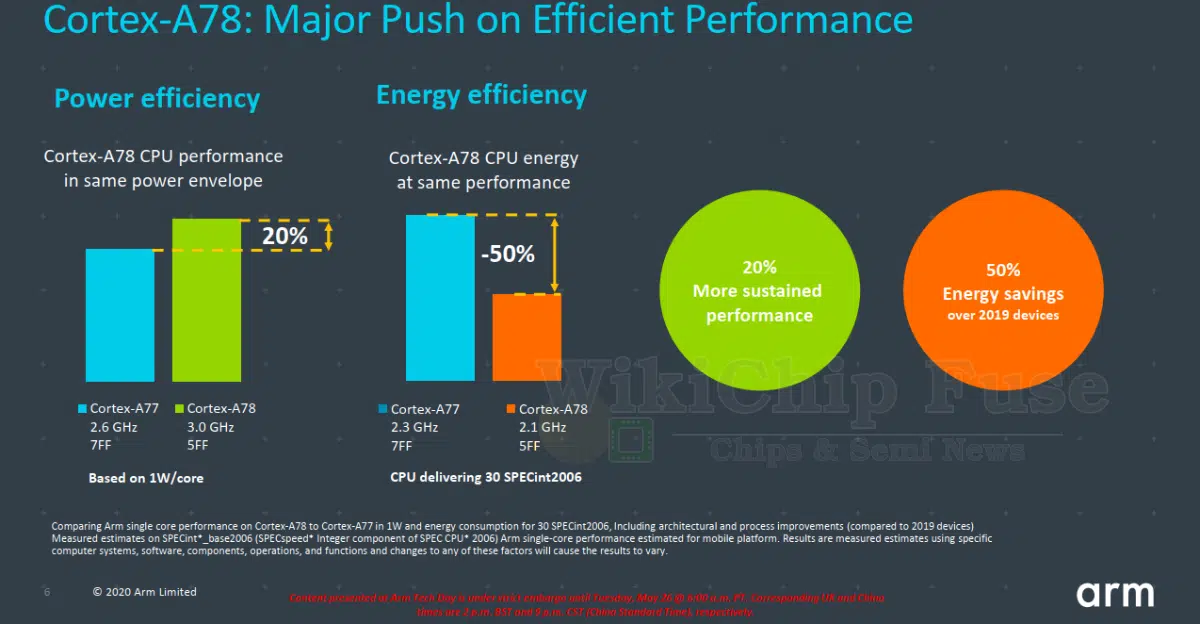 Cortex-A78: Major Push on Efficient Performance
Power efficiency
Cortex-A78 CPU performance
in same power envelope
20%
Cortex-A77
2.6 GHz
7FF
Cortex-A78
3.0 GHz
5FF
Based on 1W/core
Energy efficiency
Cortex-A78 CPU energy
at same performance
-50%
Cortex-A77
2.3 GHz
7FF
Cortex-A78
2.1 GHz
5FF
CPU delivering 30 SPECint2006
20%
More sustained
performance
50%
Energy savings
over 2019 devices
WikiChip Fuse
Chips & Semi News
Comparing Arm single core performance on Cortex-A78 to Cortex-A77 in 1W and energy consumption for 30 SPECint2006, Including architectural and process improvements (compared to 2019 devices)
Measured estimates on SPECint*_base2006 (SPECspeed* Integer component of SPEC CPU* 2006) Arm single-core performance estimated for mobile platform. Results are measured estimates using specific
computer systems, software, components, operations, and functions and changes to any of these factors will cause the results to vary.
6
© 2020 Arm Limited
Content presented at Arm Tech Day is under strict embargo until Tuesday, May 26 @ a.m. PT. Corresponding UK and China
times are 2 p.m. BST and 9 p.m. CST (China Standard Time), respectively.
arm